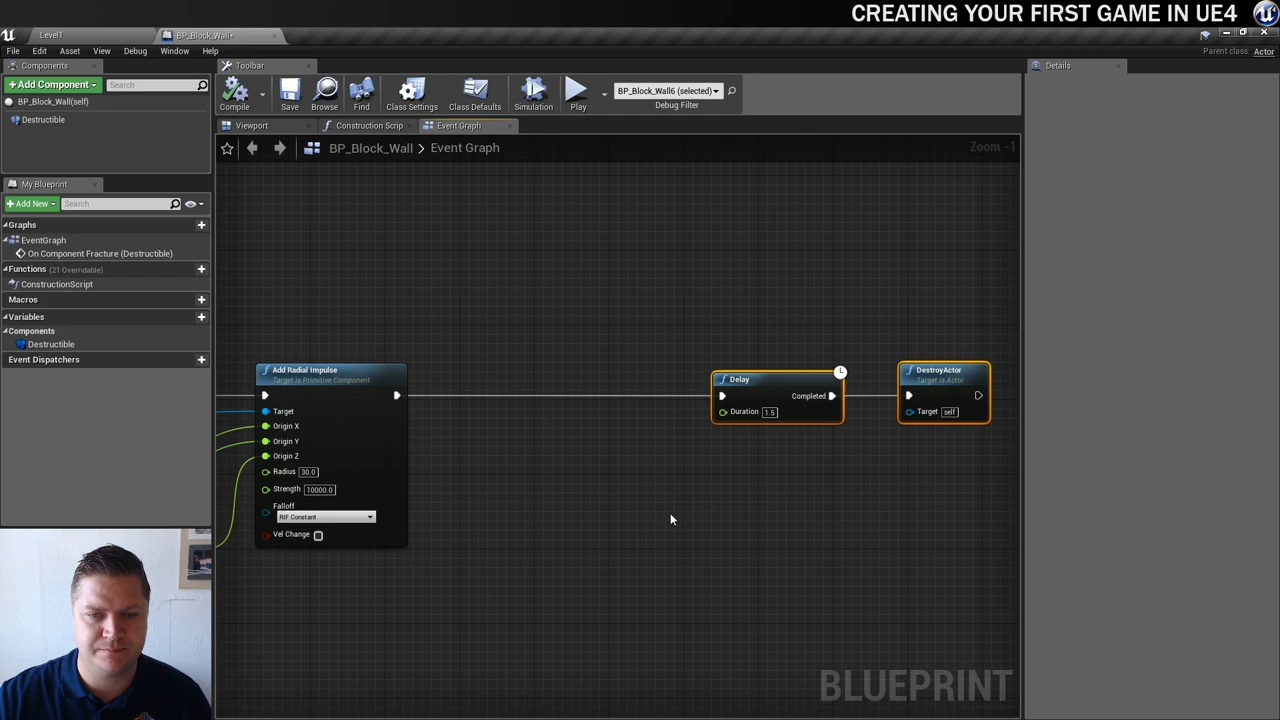 CREATING YOUR FIRST GAME IN UE4
Level1
BP_Block_Wall*
File Edit Asset View Debug Window Help
Parent class: Actor
Components
Toolbar
Details
+Add Component
Search
BP_Block_Wall(self)
Destructible
Compile
Save
Browse
Find
Class Settings
Class Defaults
Simulation
Play
BP_Block_Wall6 (selected)
Debug Filter
Viewport
Construction Scrip
Event Graph
BP_Block_Wall > Event Graph
Zoom -1
My Blueprint
+Add New
Search
Graphs
EventGraph
On Component Fracture (Destructible)
Functions (21 Overridable)
ConstructionScript
Macros
Variables
Components
Destructible
Event Dispatchers
Add Radial Impulse
Target is Primitive Component
Target
Origin X
Origin Y
Origin Z
Radius 30.0
Strength 10000.0
Falloff
RIF Constant
Vel Change
Delay
Completed
Duration 1.5
DestroyActor
Target is Actor
Target self
BLUEPRINT